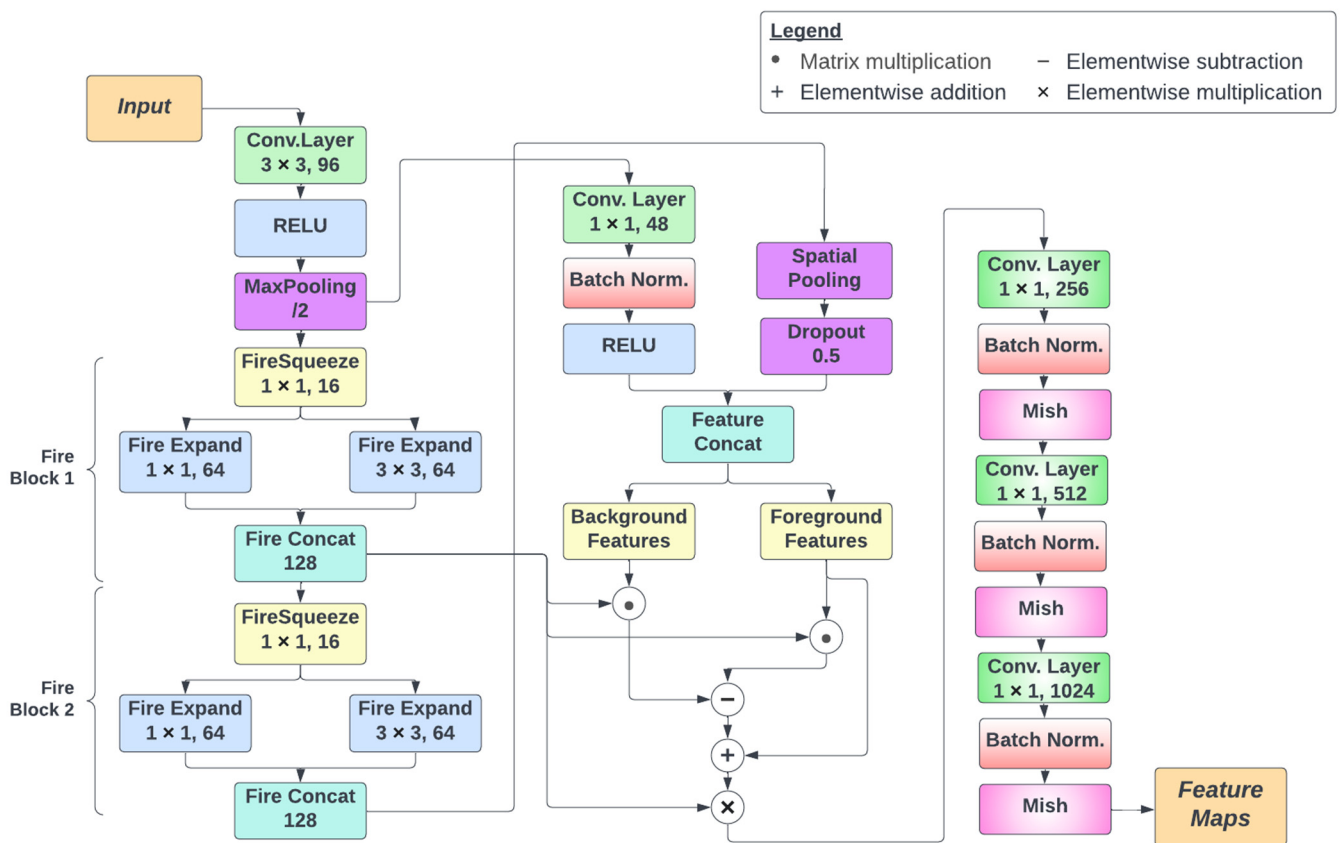 Legend
• Matrix multiplication
− Elementwise subtraction
+ Elementwise addition
× Elementwise multiplication
Input
Conv.Layer
3 × 3, 96
RELU
MaxPooling
/2
FireSqueeze
1 × 1, 16
Fire
Block 1
Fire Expand
1 × 1, 64
Fire Expand
3 × 3, 64
Fire Concat
128
FireSqueeze
1 × 1, 16
Fire
Block 2
Fire Expand
1 × 1, 64
Fire Expand
3 × 3, 64
Fire Concat
128
Conv. Layer
1 × 1, 48
Batch Norm.
RELU
Spatial
Pooling
Dropout
0.5
Feature
Concat
Background
Features
Foreground
Features
•
•
−
+
×
Conv. Layer
1 × 1, 256
Batch Norm.
Mish
Conv. Layer
1 × 1, 512
Batch Norm.
Mish
Conv. Layer
1 × 1, 1024
Batch Norm.
Mish
Feature
Maps